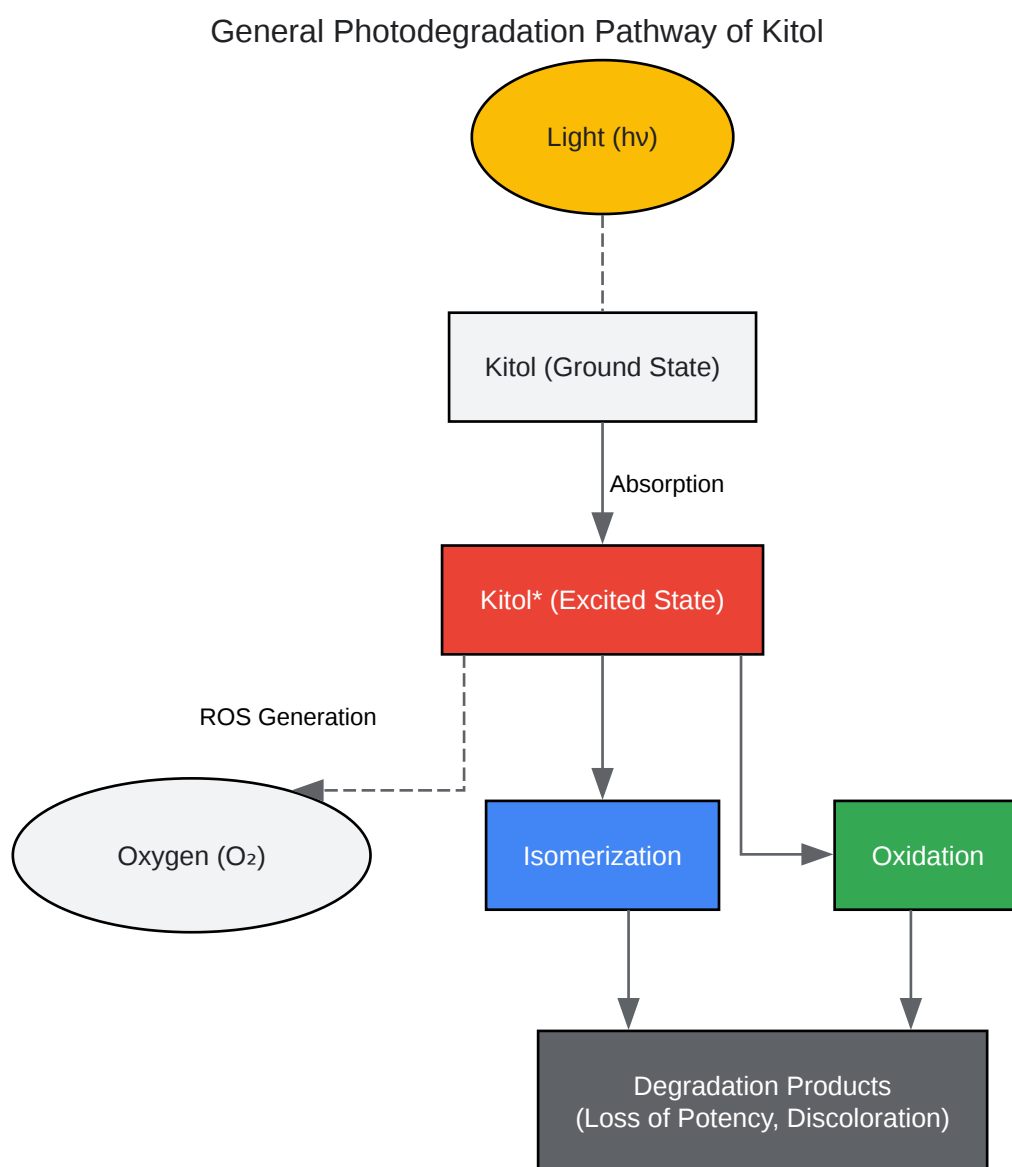 General Photodegradation Pathway of Kitol
Light (hν)
Kitol (Ground State)
Absorption
Kitol* (Excited State)
ROS Generation
Oxygen (O₂)
Isomerization
Oxidation
Degradation Products
(Loss of Potency, Discoloration)